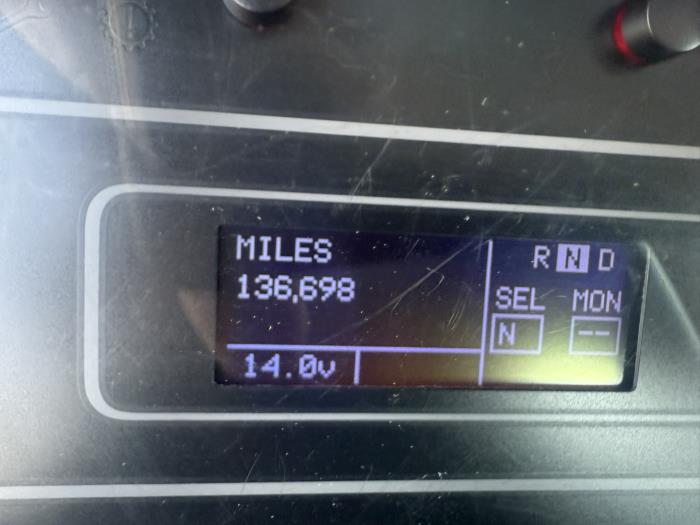 MILES
136,698
14.0v
R N D
SEL MON
N --